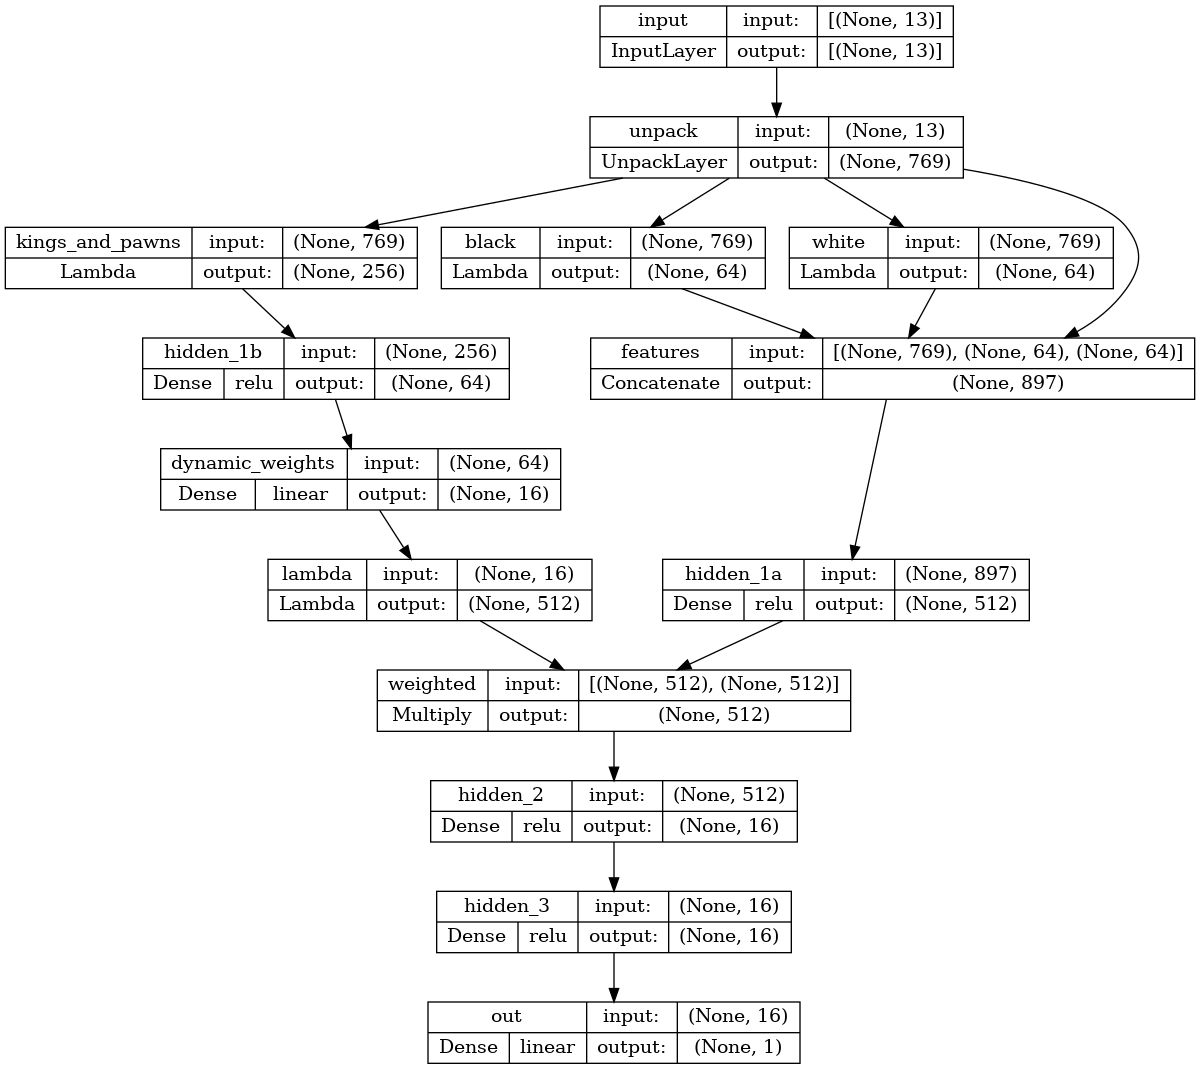 input input: [(None, 13)]
InputLayer output: [(None, 13)]
unpack input: (None, 13)
UnpackLayer output: (None, 769)
kings_and_pawns input: (None, 769)
Lambda output: (None, 256)
black input: (None, 769)
Lambda output: (None, 64)
white input: (None, 769)
Lambda output: (None, 64)
hidden_1b input: (None, 256)
Dense relu output: (None, 64)
features input: [(None, 769), (None, 64), (None, 64)]
Concatenate output: (None, 897)
dynamic_weights input: (None, 64)
Dense linear output: (None, 16)
lambda input: (None, 16)
Lambda output: (None, 512)
hidden_1a input: (None, 897)
Dense relu output: (None, 512)
weighted input: [(None, 512), (None, 512)]
Multiply output: (None, 512)
hidden_2 input: (None, 512)
Dense relu output: (None, 16)
hidden_3 input: (None, 16)
Dense relu output: (None, 16)
out input: (None, 16)
Dense linear output: (None, 1)